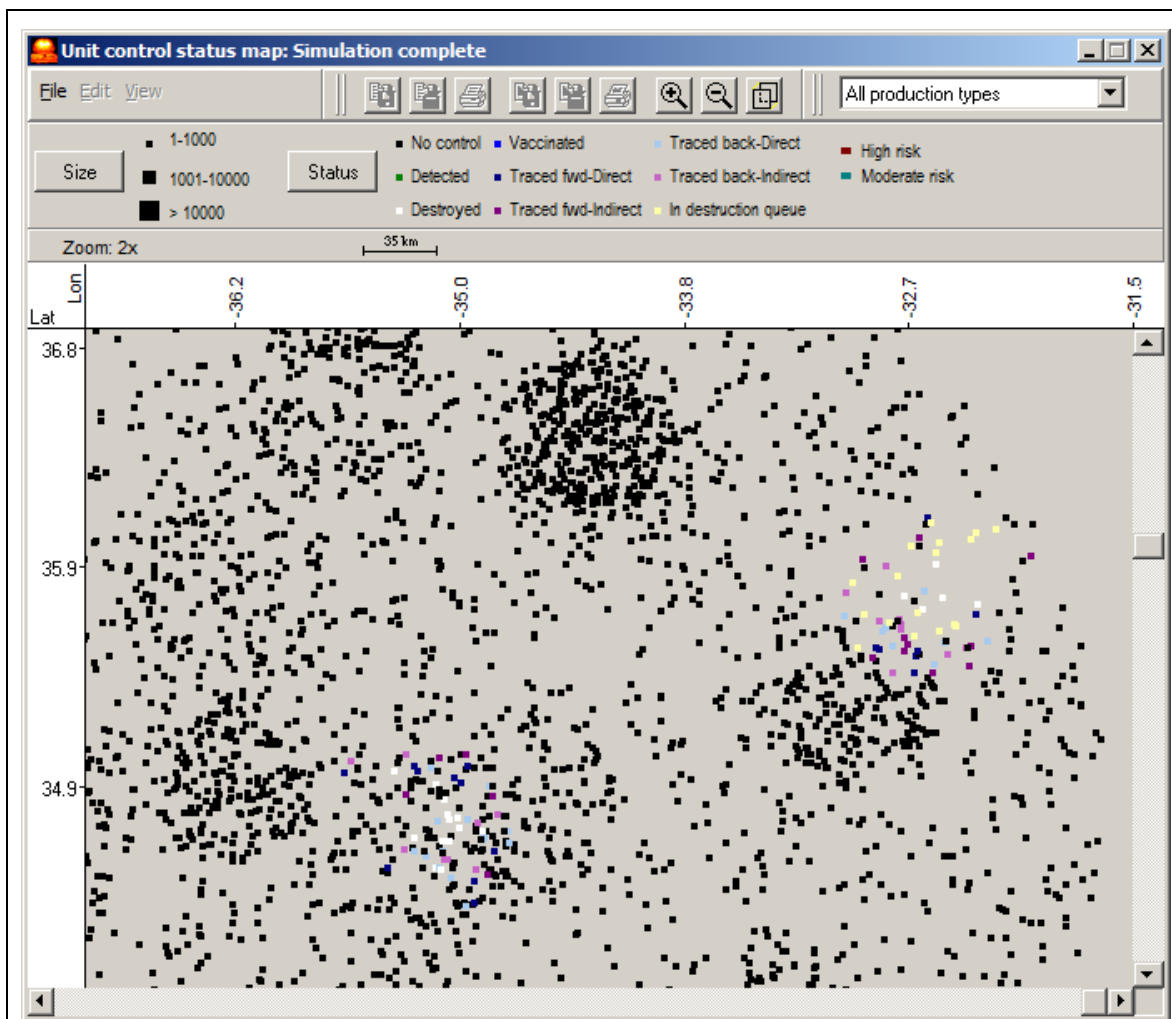 Unit control status map: Simulation complete
File Edit View
All production types
Size
1-1000
1001-10000
> 10000
Status
No control
Vaccinated
Traced back-Direct
High risk
Detected
Traced fwd-Direct
Traced back-Indirect
Moderate risk
Destroyed
Traced fwd-Indirect
In destruction queue
Zoom: 2x
35 km
Lon
-36.2
-35.0
-33.8
-32.7
-31.5
Lat
36.8
35.9
34.9